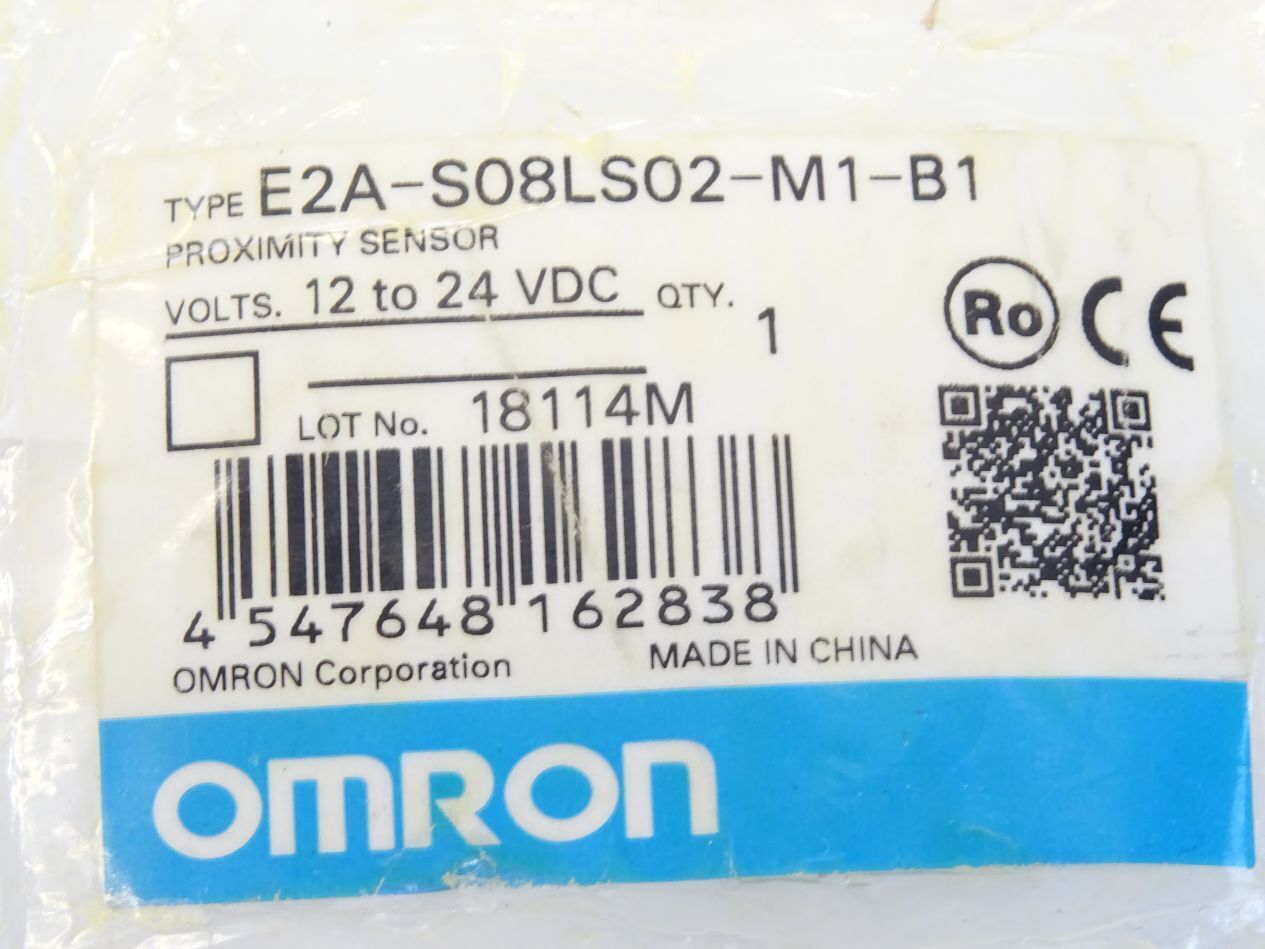 TYPE E2A-S08LS02-M1-B1
PROXIMITY SENSOR
VOLTS. 12 to 24 VDC QTY. 1
Ro CE
LOT No. 18114M
4 547648 162838
OMRON Corporation MADE IN CHINA
OMRON